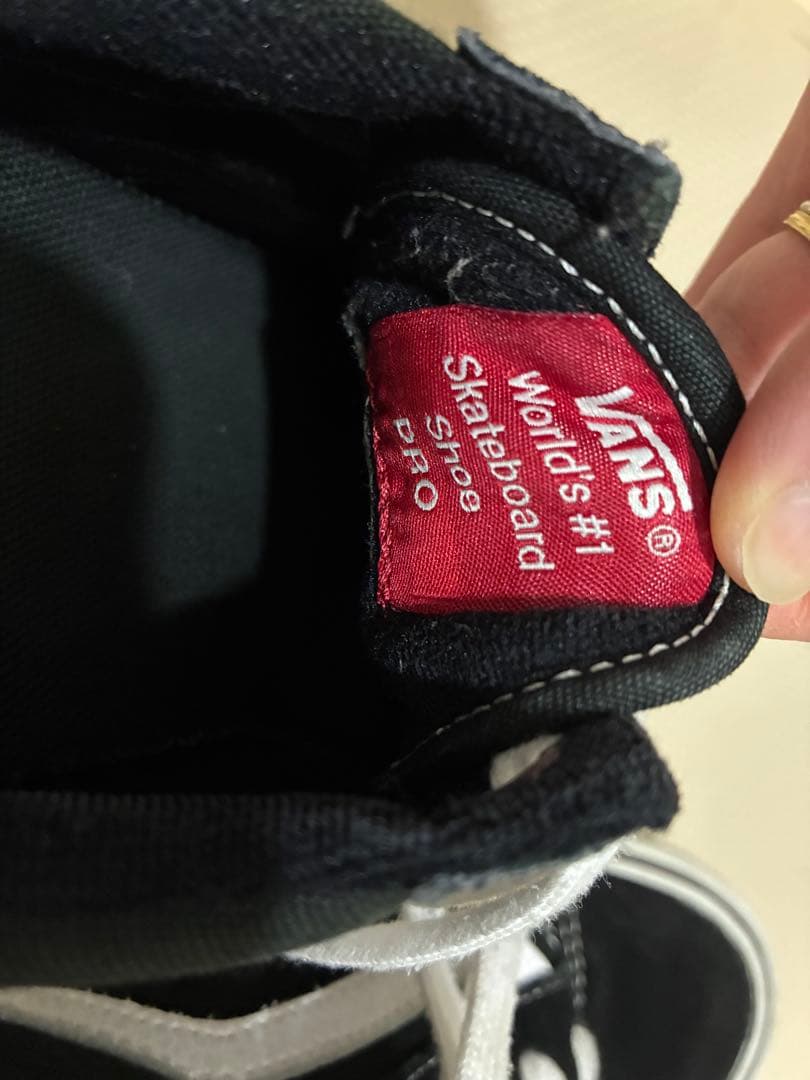 VANS®
World's #1
Skateboard
Shoe
PRO